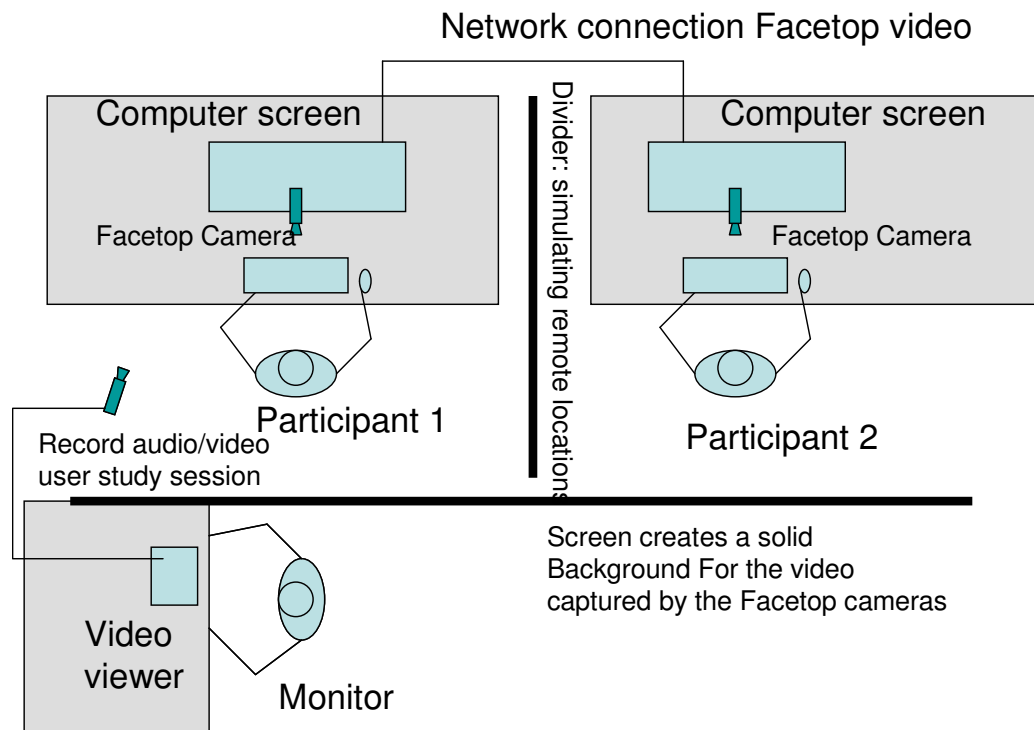 Network connection Facetop video
Computer screen
Computer screen
Facetop Camera
Facetop Camera
Divider: simulating remote locations
Participant 1
Participant 2
Record audio/video
user study session
Screen creates a solid
Background For the video
captured by the Facetop cameras
Video
viewer
Monitor